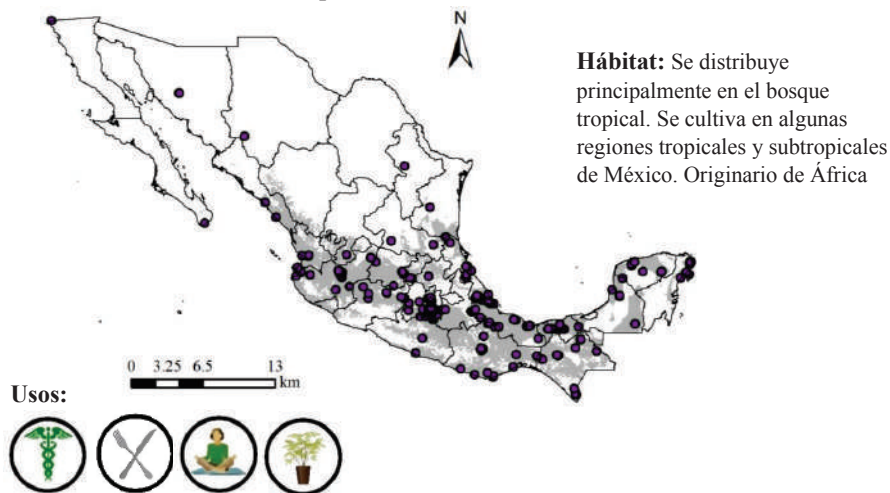 N
Hábitat: Se distribuye
principalmente en el bosque
tropical. Se cultiva en algunas
regiones tropicales y subtropicales
de México. Originario de África
0 3.25 6.5 13
km
Usos: